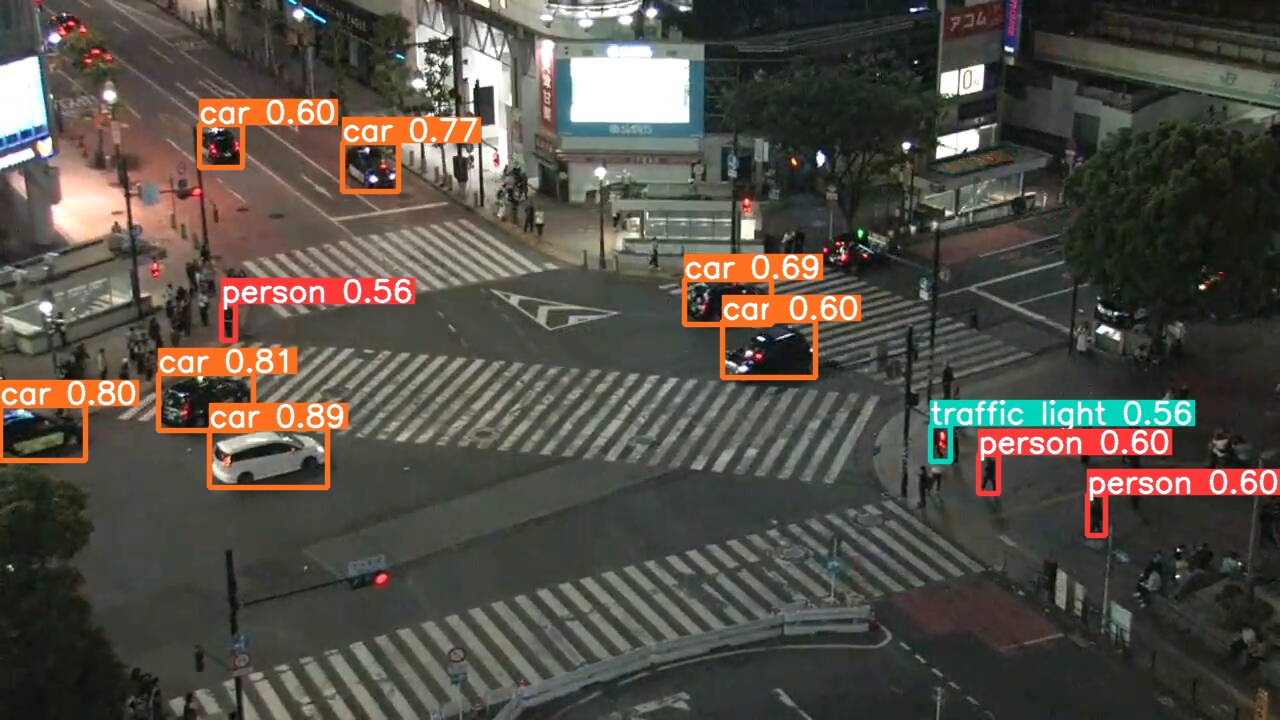 アコム
car 0.60
car 0.77
car 0.69
person 0.56
car 0.60
car 0.81
car 0.80
car 0.89
traffic light 0.56
person 0.60
person 0.60